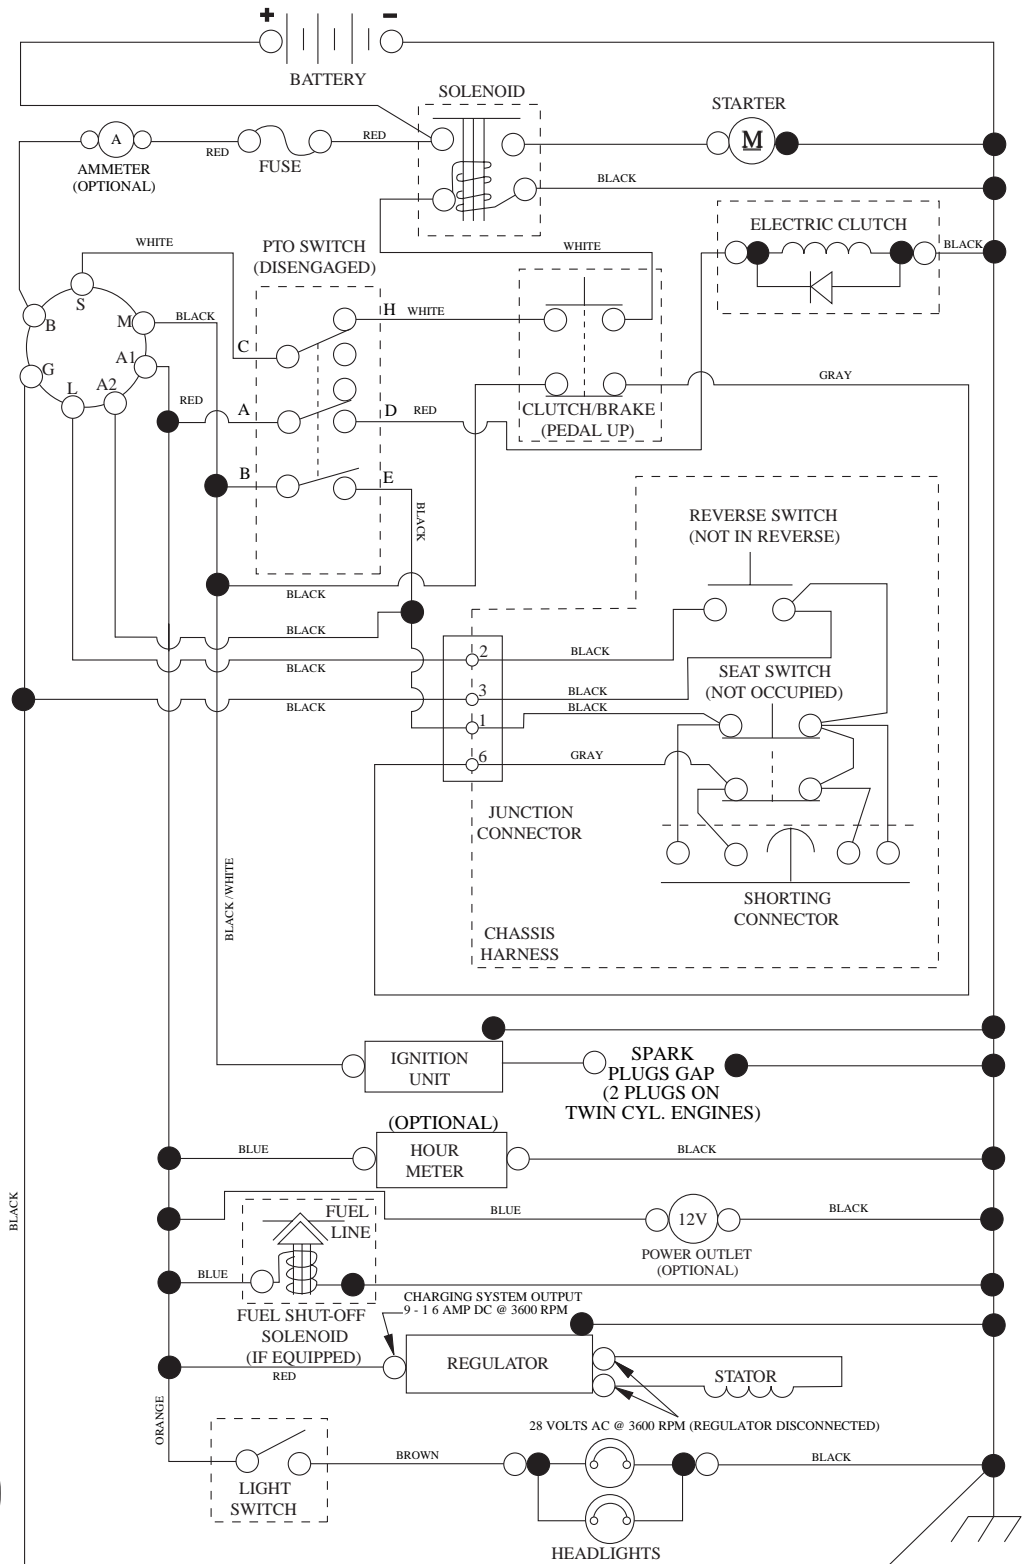 + -
BATTERY
SOLENOID
STARTER
M
A
AMMETER
(OPTIONAL)
RED
FUSE
RED
BLACK
ELECTRIC CLUTCH
BLACK
WHITE
PTO SWITCH
(DISENGAGED)
WHITE
S
B
M
BLACK
G
A1
L
A2
C
H
WHITE
RED
A
D
RED
B
E
BLACK
CLUTCH/BRAKE
(PEDAL UP)
GRAY
REVERSE SWITCH
(NOT IN REVERSE)
BLACK
BLACK
BLACK
2
BLACK
SEAT SWITCH
(NOT OCCUPIED)
BLACK
3
BLACK
BLACK
1
6
GRAY
JUNCTION
CONNECTOR
SHORTING
CONNECTOR
CHASSIS
HARNESS
BLACK /WHITE
IGNITION
UNIT
SPARK
PLUGS GAP
(2 PLUGS ON
TWIN CYL. ENGINES)
(OPTIONAL)
HOUR
METER
BLUE
BLACK
BLACK
FUEL
LINE
BLUE
12V
BLACK
POWER OUTLET
(OPTIONAL)
BLUE
FUEL SHUT-OFF
SOLENOID
(IF EQUIPPED)
CHARGING SYSTEM OUTPUT
9 - 1 6 AMP DC @ 3600 RPM
RED
REGULATOR
STATOR
28 VOLTS AC @ 3600 RPM (REGULATOR DISCONNECTED)
ORANGE
LIGHT
SWITCH
BROWN
BLACK
HEADLIGHTS